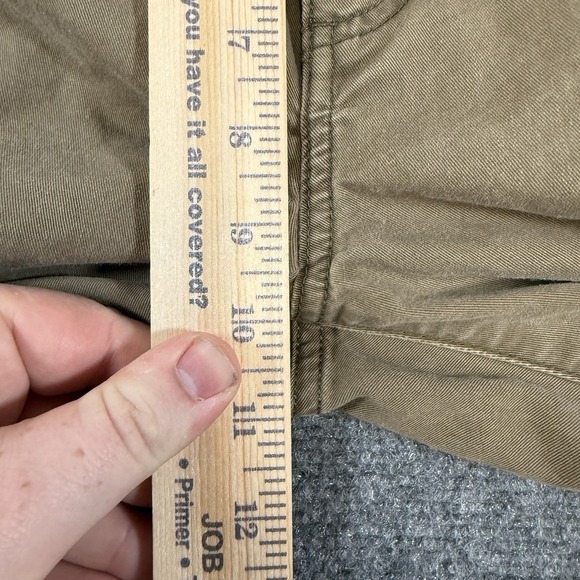 you have it all covered?
7
8
9
10
11
12
• Primer •
JOB